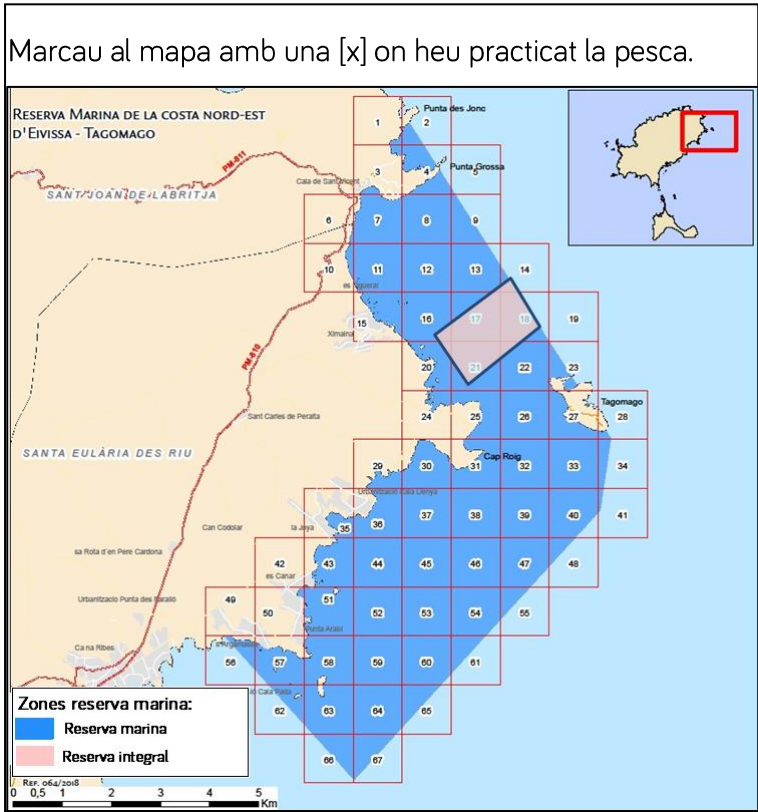 Marcau al mapa amb una [x] on heu practicat la pesca.
RESERVA MARINA DE LA COSTA NORD-EST
D'EIVISSA - TAGOMAGO
Punta des Jonc
1 2
PM-811
Punta Grossa
3 4 5
Cala de Sant Vicent
SANT JOAN DE LABRITJA
6 7 8 9
10 11 12 13 14
es Figueral
15 16 17 18 19
Ximaira
PM-810
20 21 22 23
Tagomago
Sant Carles de Peralta
24 25 26 27 28
SANTA EULÀRIA DES RIU
Cap Roig
29 30 31 32 33 34
Urbanització Cala Llenya
Can Codolar
la Joya
35 36 37 38 39 40 41
sa Rota d'en Pere Cardona
42 43 44 45 46 47 48
es Canar
Urbanització Punta des
49 50 51 52 53 54 55
Punta Arabí
Ca na Ribes
s'Argamassa
56 57 58 59 60 61
62 63 64 65
66 67
Zones reserva marina:
Reserva marina
Reserva integral
REF. 064/2018
0 0,5 1 2 3 4 5
Km